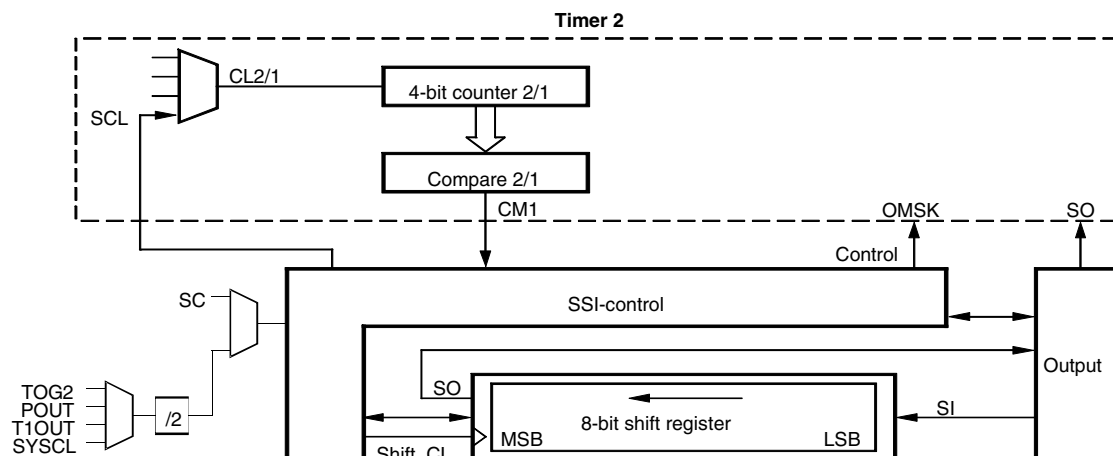 Timer 2
CL2/1
4-bit counter 2/1
SCL
Compare 2/1
CM1
OMSK
SO
Control
SC
SSI-control
Output
TOG2
POUT
T1OUT
SYSCL
/2
SO
SI
8-bit shift register
MSB
LSB
Shift_CL